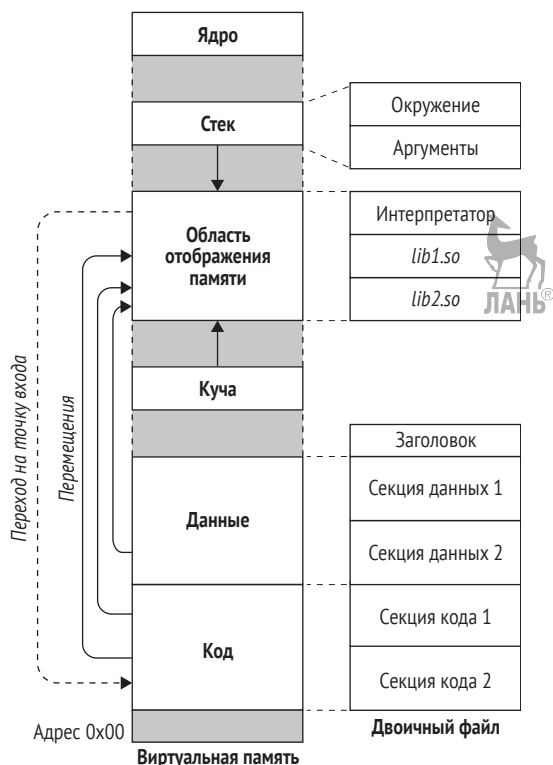 Ядро
Стек
Окружение
Аргументы
Область
отображения
памяти
Интерпретатор
lib1.so
lib2.so
ЛАНЬ®
Куча
Переход на точку входа
Перемещения
Данные
Заголовок
Секция данных 1
Секция данных 2
Код
Секция кода 1
Секция кода 2
Адрес 0x00
Виртуальная память
Двоичный файл